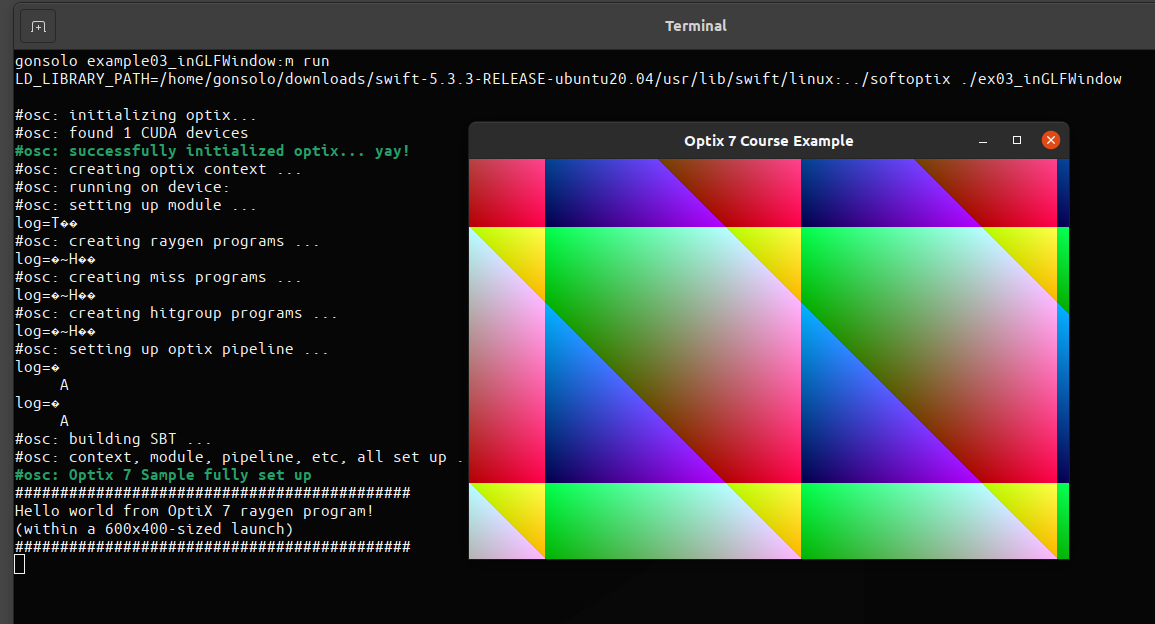 Terminal
gonsolo example03_inGLFWindow:m run
LD_LIBRARY_PATH=/home/gonsolo/downloads/swift-5.3.3-RELEASE-ubuntu20.04/usr/lib/swift/linux:../softoptix ./ex03_inGLFWindow
#osc: initializing optix...
#osc: found 1 CUDA devices
#osc: successfully initialized optix... yay!
#osc: creating optix context ...
#osc: running on device:
#osc: setting up module ...
log=T��
#osc: creating raygen programs ...
log=�~H��
#osc: creating miss programs ...
log=�~H��
#osc: creating hitgroup programs ...
log=�~H��
#osc: setting up optix pipeline ...
log=�
A
log=�
A
#osc: building SBT ...
#osc: context, module, pipeline, etc, all set up .
#osc: Optix 7 Sample fully set up
############################################
Hello world from OptiX 7 raygen program!
(within a 600x400-sized launch)
############################################
Optix 7 Course Example